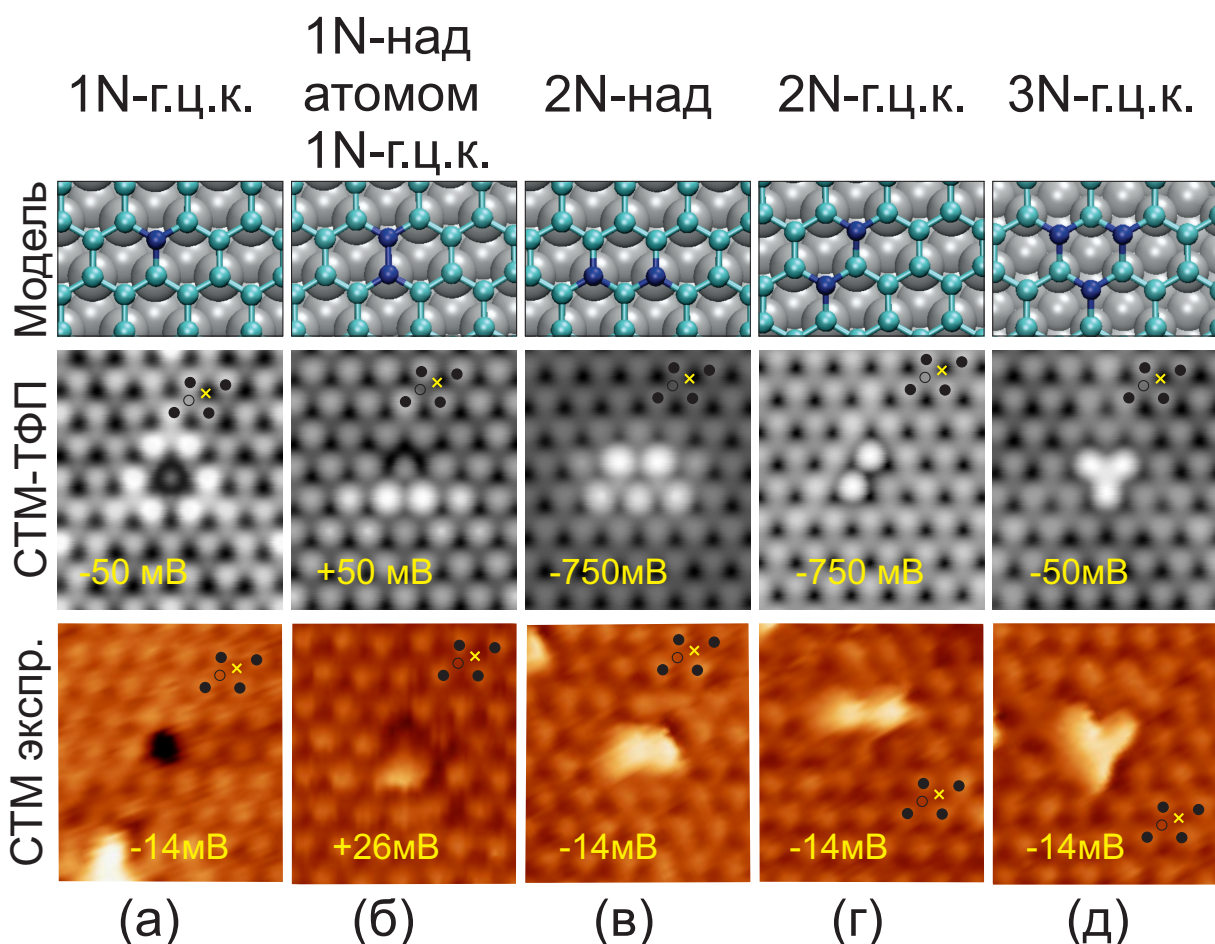 1N-г.ц.к.
1N-над
атомом
1N-г.ц.к.
2N-над
2N-г.ц.к.
3N-г.ц.к.
Модель
СТМ-ТФП
-50 мВ
+50 мВ
-750мВ
-750 мВ
-50мВ
СТМ экспр.
-14мВ
+26мВ
-14мВ
-14мВ
-14мВ
(а)
(б)
(в)
(г)
(д)